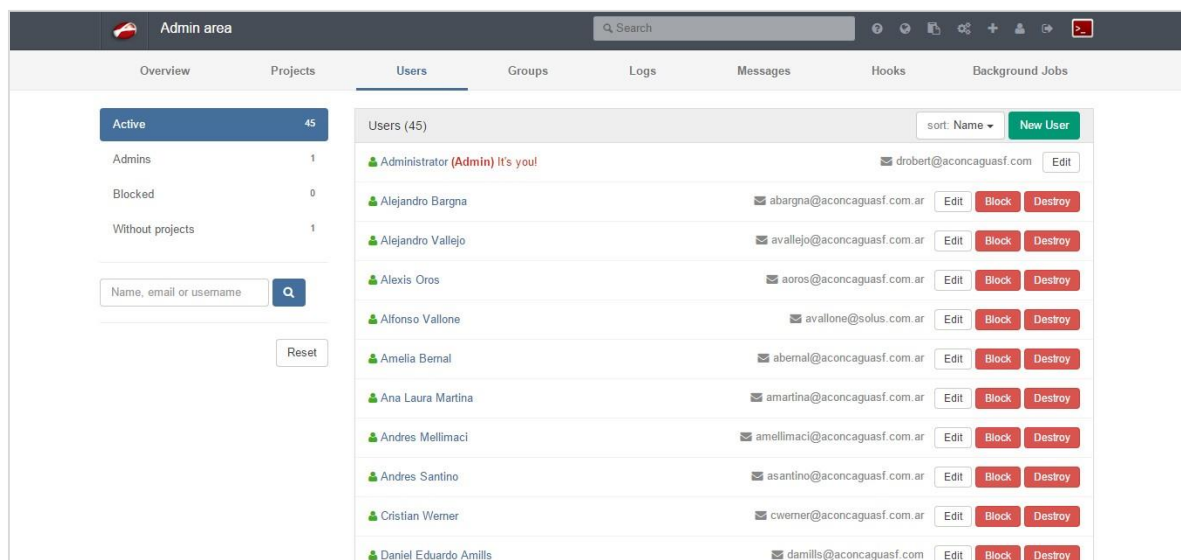 Admin area Search
Overview Projects Users Groups Logs Messages Hooks Background Jobs
Active 45
Admins 1
Blocked 0
Without projects 1
Name, email or username
Reset
Users (45) sort: Name New User
Administrator (Admin) It's you! drobert@aconcaguasf.com Edit
Alejandro Bargna abargna@aconcaguasf.com.ar Edit Block Destroy
Alejandro Vallejo avallejo@aconcaguasf.com.ar Edit Block Destroy
Alexis Oros aoros@aconcaguasf.com.ar Edit Block Destroy
Alfonso Vallone avallone@solus.com.ar Edit Block Destroy
Amelia Bernal abernal@aconcaguasf.com.ar Edit Block Destroy
Ana Laura Martina amartina@aconcaguasf.com.ar Edit Block Destroy
Andres Mellimaci amellimaci@aconcaguasf.com.ar Edit Block Destroy
Andres Santino asantino@aconcaguasf.com.ar Edit Block Destroy
Cristian Werner cwerner@aconcaguasf.com.ar Edit Block Destroy
Daniel Eduardo Amills damills@aconcaguasf.com Edit Block Destroy